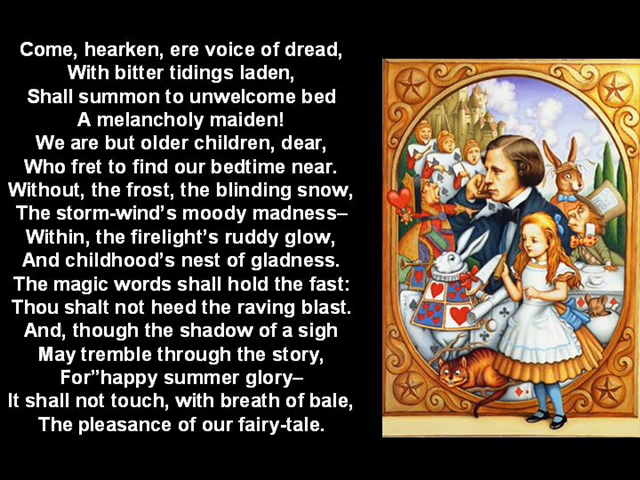 Come, hearken, ere voice of dread,
With bitter tidings laden,
Shall summon to unwelcome bed
A melancholy maiden!
We are but older children, dear,
Who fret to find our bedtime near.
Without, the frost, the blinding snow,
The storm-wind’s moody madness–
Within, the firelight’s ruddy glow,
And childhood’s nest of gladness.
The magic words shall hold the fast:
Thou shalt not heed the raving blast.
And, though the shadow of a sigh
May tremble through the story,
For”happy summer glory–
It shall not touch, with breath of bale,
The pleasance of our fairy-tale.